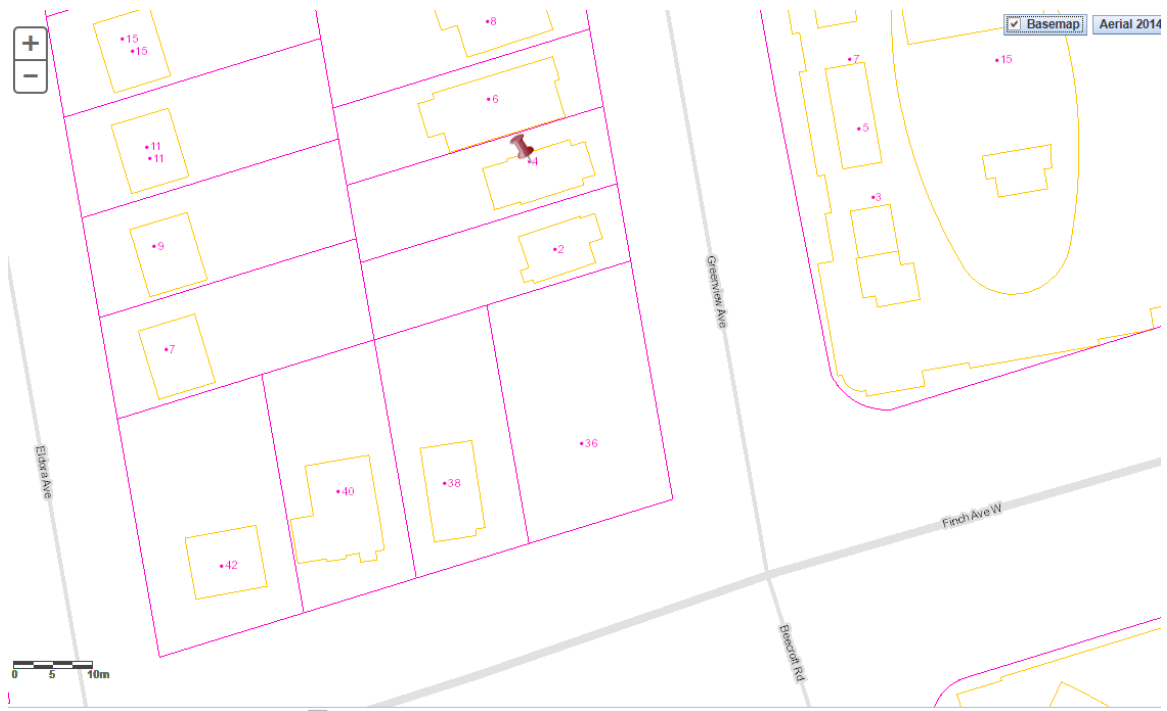 +
−
Basemap
Aerial 2014
15
15
8
7
15
6
5
11
11
4
3
9
2
7
36
40
38
42
Eldora Ave
Greenview Ave
Finch Ave W
Beecroft Rd
0 5 10m